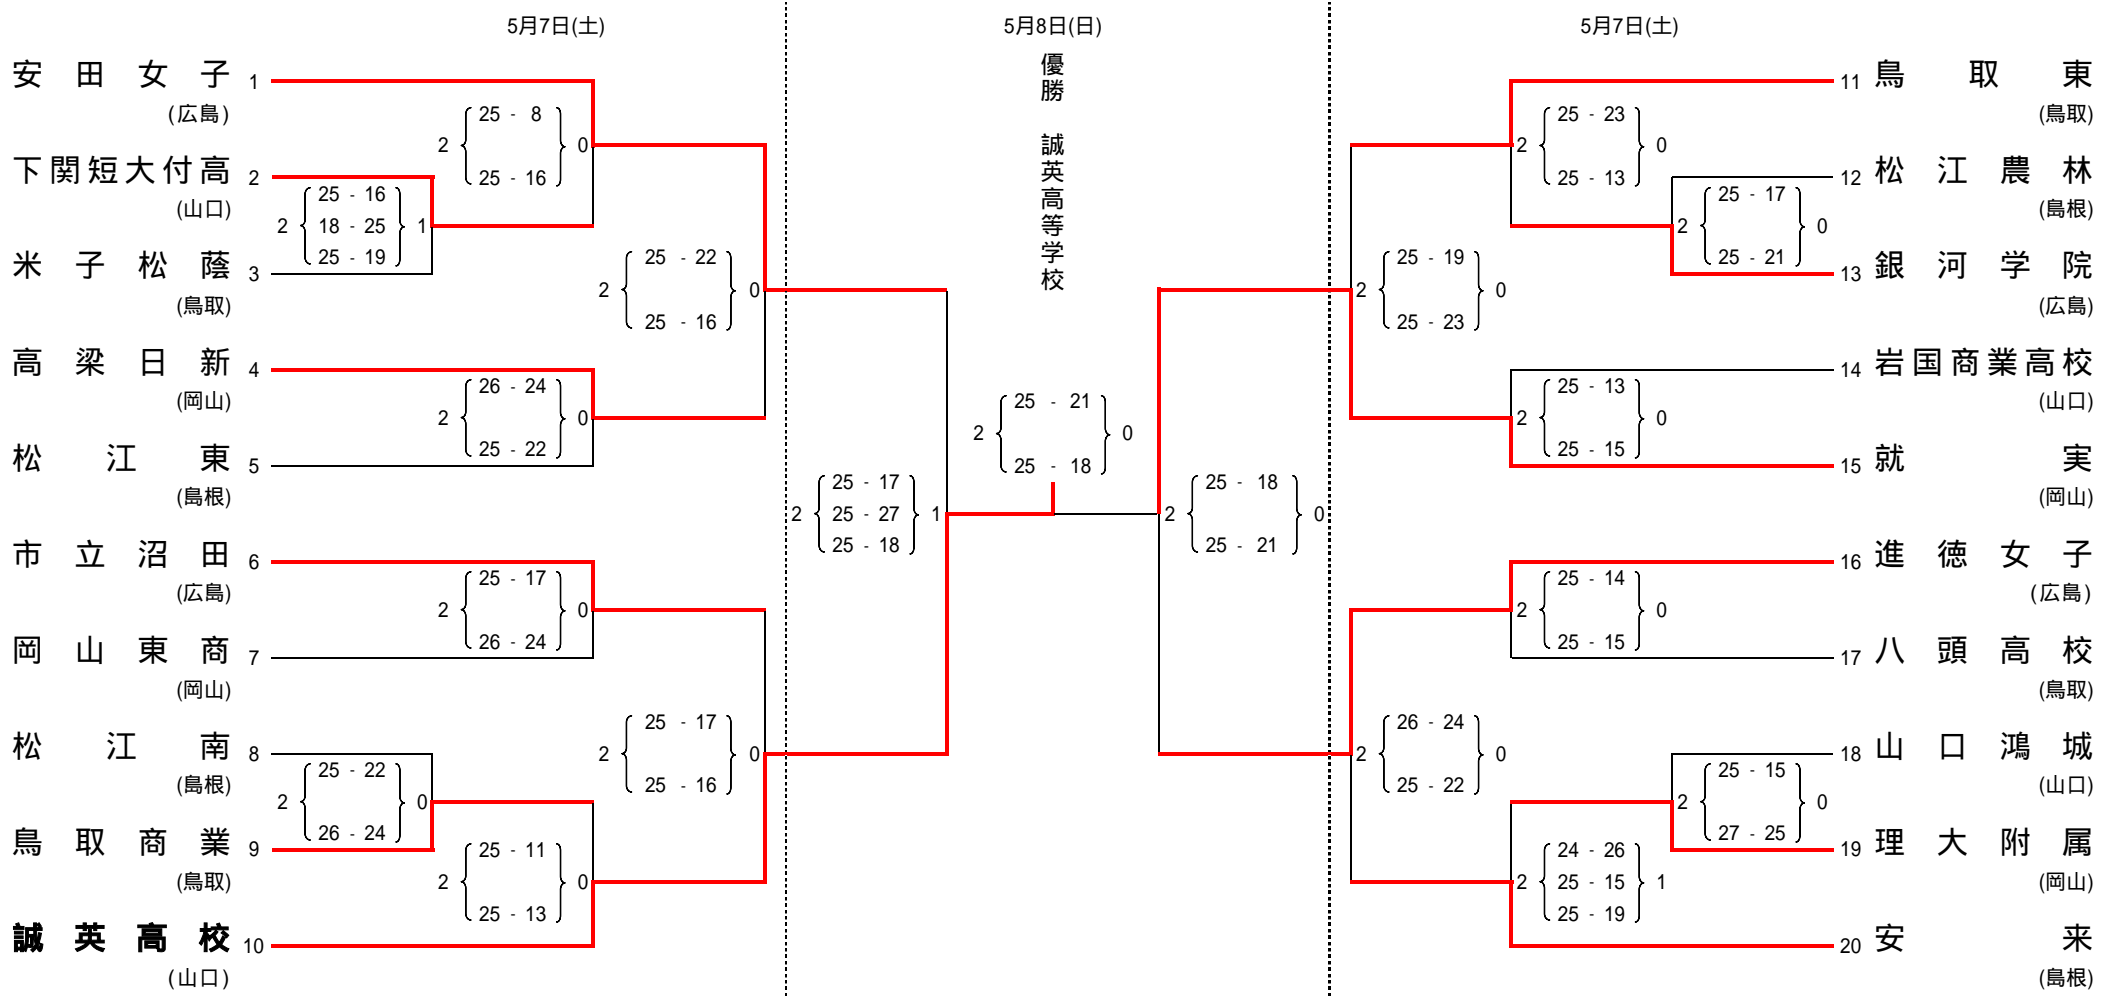 5月7日(土)
5月8日(日)
5月7日(土)
優勝　誠英高等学校
安田女子 1
(広島)
下関短大付高 2
(山口)
米子松蔭 3
(鳥取)
高梁日新 4
(岡山)
松江東 5
(島根)
市立沼田 6
(広島)
岡山東商 7
(岡山)
松江南 8
(島根)
鳥取商業 9
(鳥取)
誠英高校 10
(山口)
25 - 16
2 18 - 25 1
25 - 19
25 - 22
2 0
26 - 24
25 - 8
2 0
25 - 16
26 - 24
2 0
25 - 22
25 - 17
2 0
26 - 24
25 - 11
2 0
25 - 13
25 - 22
2 0
25 - 16
25 - 17
2 0
25 - 16
25 - 17
2 25 - 27 1
25 - 18
25 - 21
2 0
25 - 18
25 - 18
2 0
25 - 21
25 - 19
2 0
25 - 23
26 - 24
2 0
25 - 22
25 - 23
2 0
25 - 13
25 - 13
2 0
25 - 15
25 - 14
2 0
25 - 15
24 - 26
2 25 - 15 1
25 - 19
25 - 17
2 0
25 - 21
25 - 15
2 0
27 - 25
11 鳥取東
(鳥取)
12 松江農林
(島根)
13 銀河学院
(広島)
14 岩国商業高校
(山口)
15 就実
(岡山)
16 進徳女子
(広島)
17 八頭高校
(鳥取)
18 山口鴻城
(山口)
19 理大附属
(岡山)
20 安来
(島根)